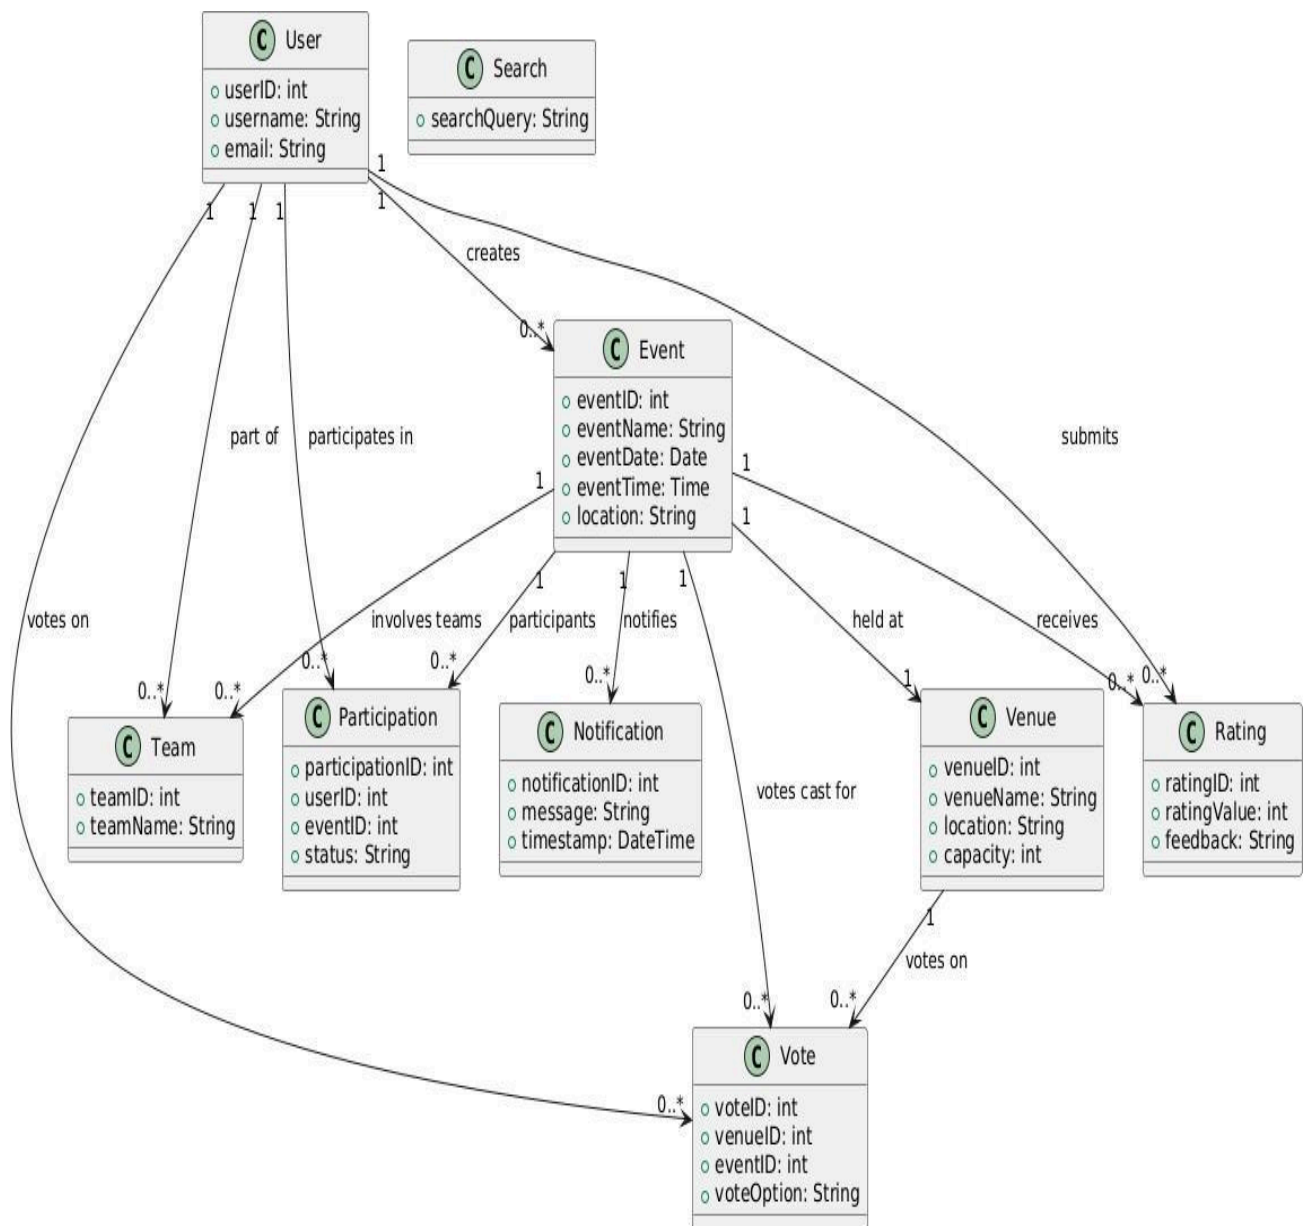 C User
userID: int
username: String
email: String
C Search
searchQuery: String
1
1
1
1
1
creates
0..*
submits
C Event
eventID: int
eventName: String
eventDate: Date
eventTime: Time
location: String
part of
participates in
1
1
1
1
1
1
votes on
involves teams
participants
notifies
held at
receives
0..*
0..*
0..*
0..*
0..*
1
0..*
0..*
C Team
teamID: int
teamName: String
C Participation
participationID: int
userID: int
eventID: int
status: String
C Notification
notificationID: int
message: String
timestamp: DateTime
votes cast for
C Venue
venueID: int
venueName: String
location: String
capacity: int
C Rating
ratingID: int
ratingValue: int
feedback: String
1
votes on
0..*
0..*
0..*
C Vote
voteID: int
venueID: int
eventID: int
voteOption: String